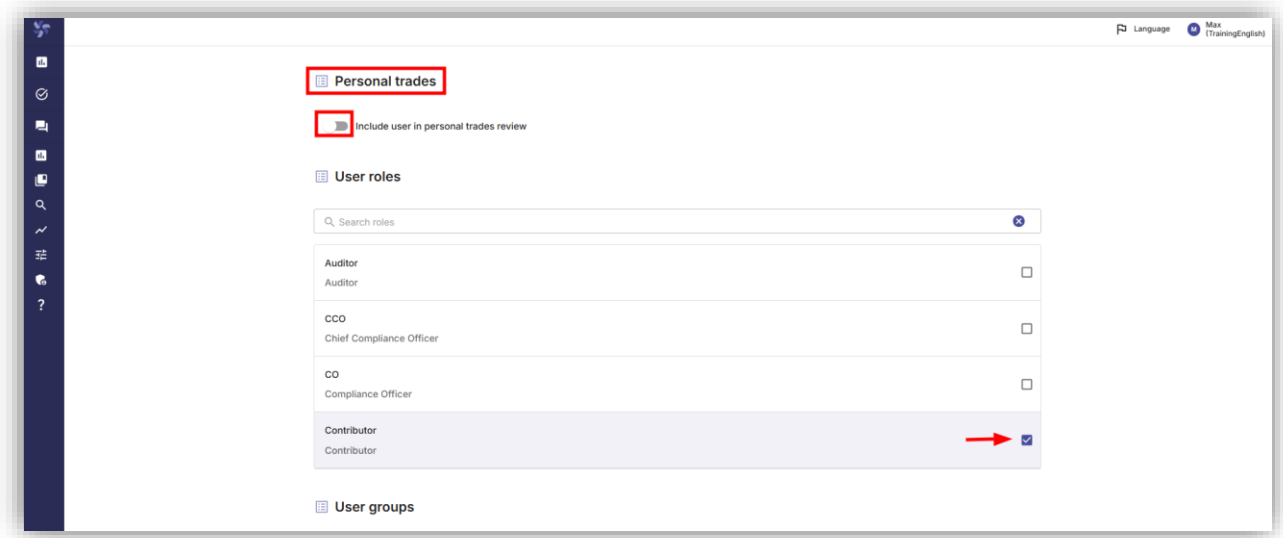 Language
M
Max
(TrainingEnglish)
Personal trades
Include user in personal trades review
User roles
Search roles
Auditor
Auditor
CCO
Chief Compliance Officer
CO
Compliance Officer
Contributor
Contributor
User groups
?